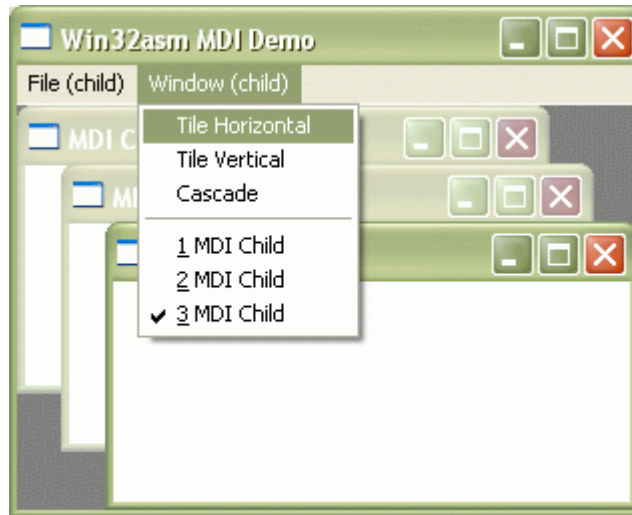 Win32asm MDI Demo
File (child) Window (child)
Tile Horizontal
MDI C
Tile Vertical
Cascade
1 MDI Child
2 MDI Child
3 MDI Child